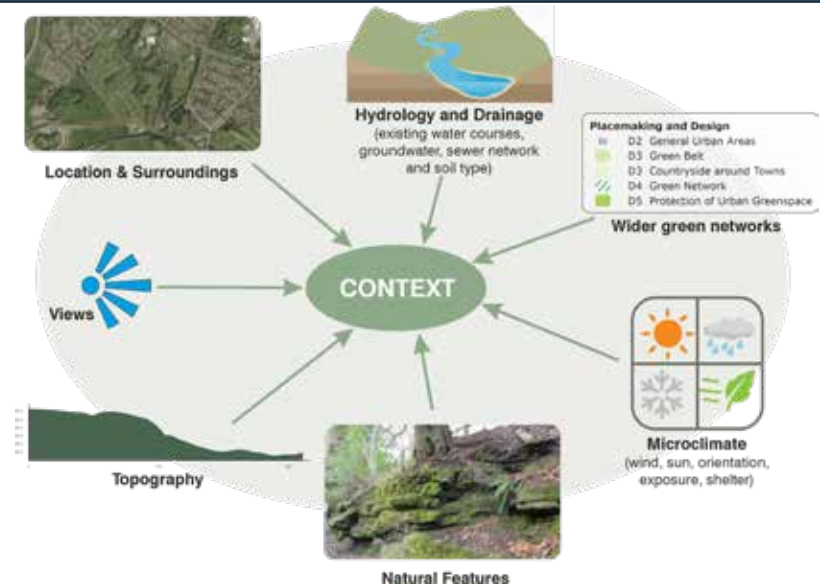 Hydrology and Drainage
(existing water courses,
groundwater, sewer network
and soil type)
Location & Surroundings
Placemaking and Design
D2 General Urban Areas
D3 Green Belt
D3 Countryside around Towns
D4 Green Network
D5 Protection of Urban Greenspace
Wider green networks
CONTEXT
Views
Microclimate
(wind, sun, orientation,
exposure, shelter)
Topography
Natural Features